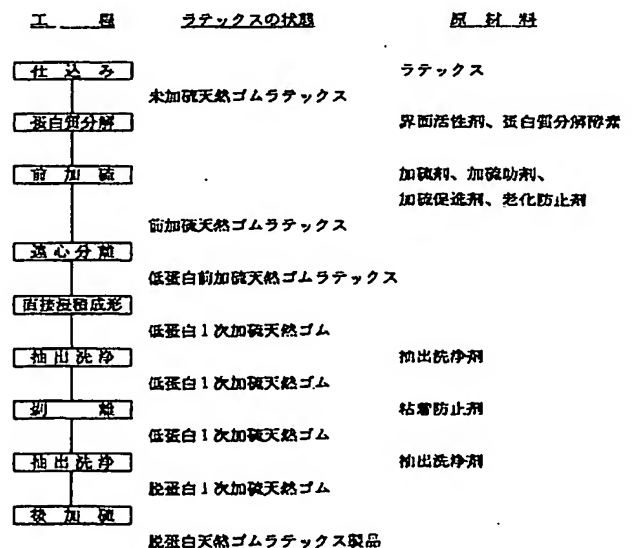 工　程　ラテックスの状態　原　材　料
仕　込　み　ラテックス
未加硫天然ゴムラテックス
蛋白質分解　界面活性剤、蛋白質分解酵素
前　加　硫　加硫剤、加硫助剤、
加硫促進剤、老化防止剤
前加硫天然ゴムラテックス
遠心分離
低蛋白前加硫天然ゴムラテックス
直接浸漬成形
低蛋白1次加硫天然ゴム
抽出洗浄　抽出洗浄剤
低蛋白1次加硫天然ゴム
剥　離　粘着防止剤
低蛋白1次加硫天然ゴム
抽出洗浄　抽出洗浄剤
脱蛋白1次加硫天然ゴム
後　加　硫
脱蛋白天然ゴムラテックス製品